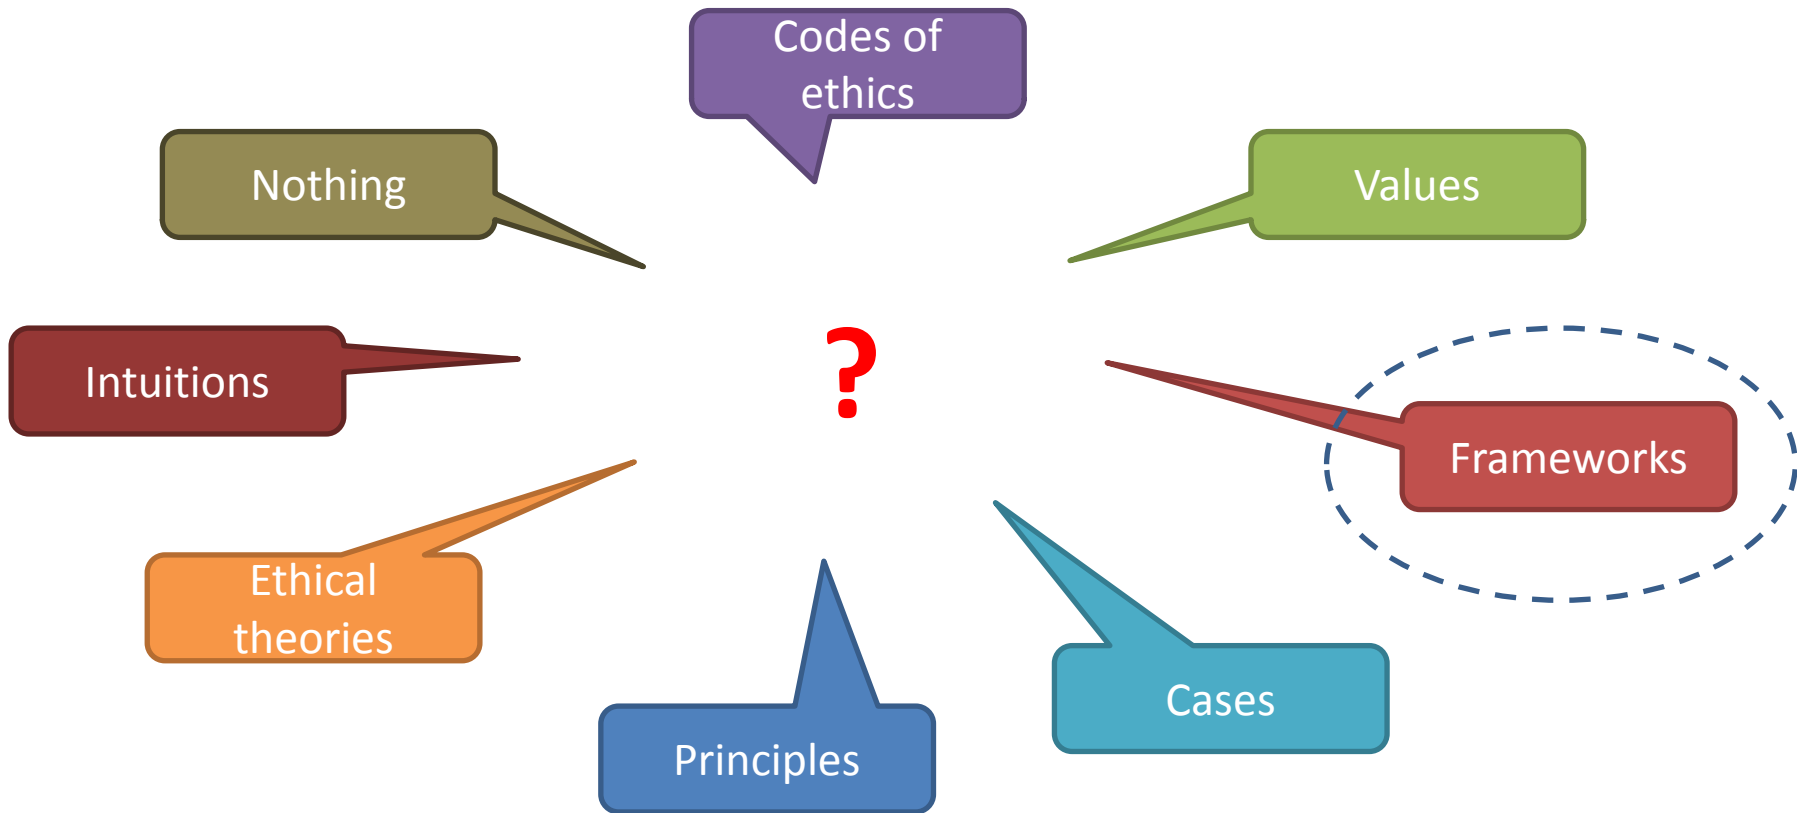 Codes of
ethics
Nothing
Values
?
Intuitions
Frameworks
Ethical
theories
Cases
Principles